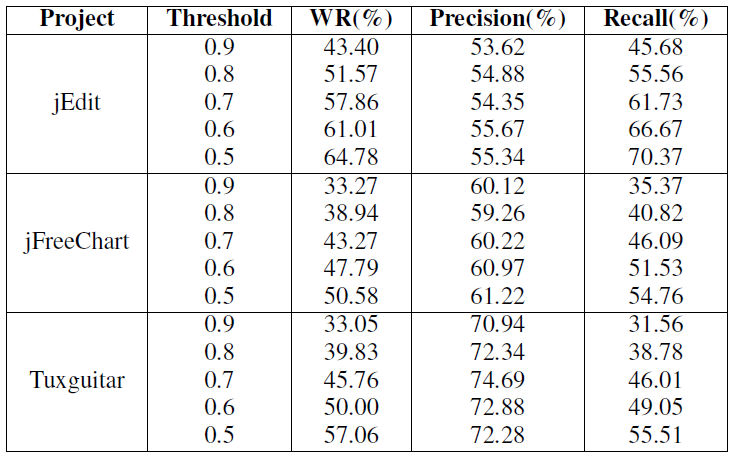 Project Threshold WR(%) Precision(%) Recall(%)
0.9 43.40 53.62 45.68
0.8 51.57 54.88 55.56
jEdit 0.7 57.86 54.35 61.73
0.6 61.01 55.67 66.67
0.5 64.78 55.34 70.37
0.9 33.27 60.12 35.37
0.8 38.94 59.26 40.82
jFreeChart 0.7 43.27 60.22 46.09
0.6 47.79 60.97 51.53
0.5 50.58 61.22 54.76
0.9 33.05 70.94 31.56
0.8 39.83 72.34 38.78
Tuxguitar 0.7 45.76 74.69 46.01
0.6 50.00 72.88 49.05
0.5 57.06 72.28 55.51